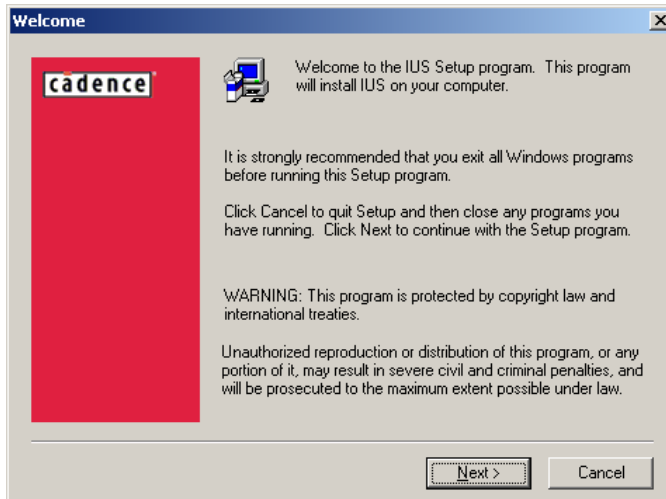 Welcome
cādence
Welcome to the IUS Setup program. This program
will install IUS on your computer.
It is strongly recommended that you exit all Windows programs
before running this Setup program.
Click Cancel to quit Setup and then close any programs you
have running. Click Next to continue with the Setup program.
WARNING: This program is protected by copyright law and
international treaties.
Unauthorized reproduction or distribution of this program, or any
portion of it, may result in severe civil and criminal penalties, and
will be prosecuted to the maximum extent possible under law.
Next >
Cancel